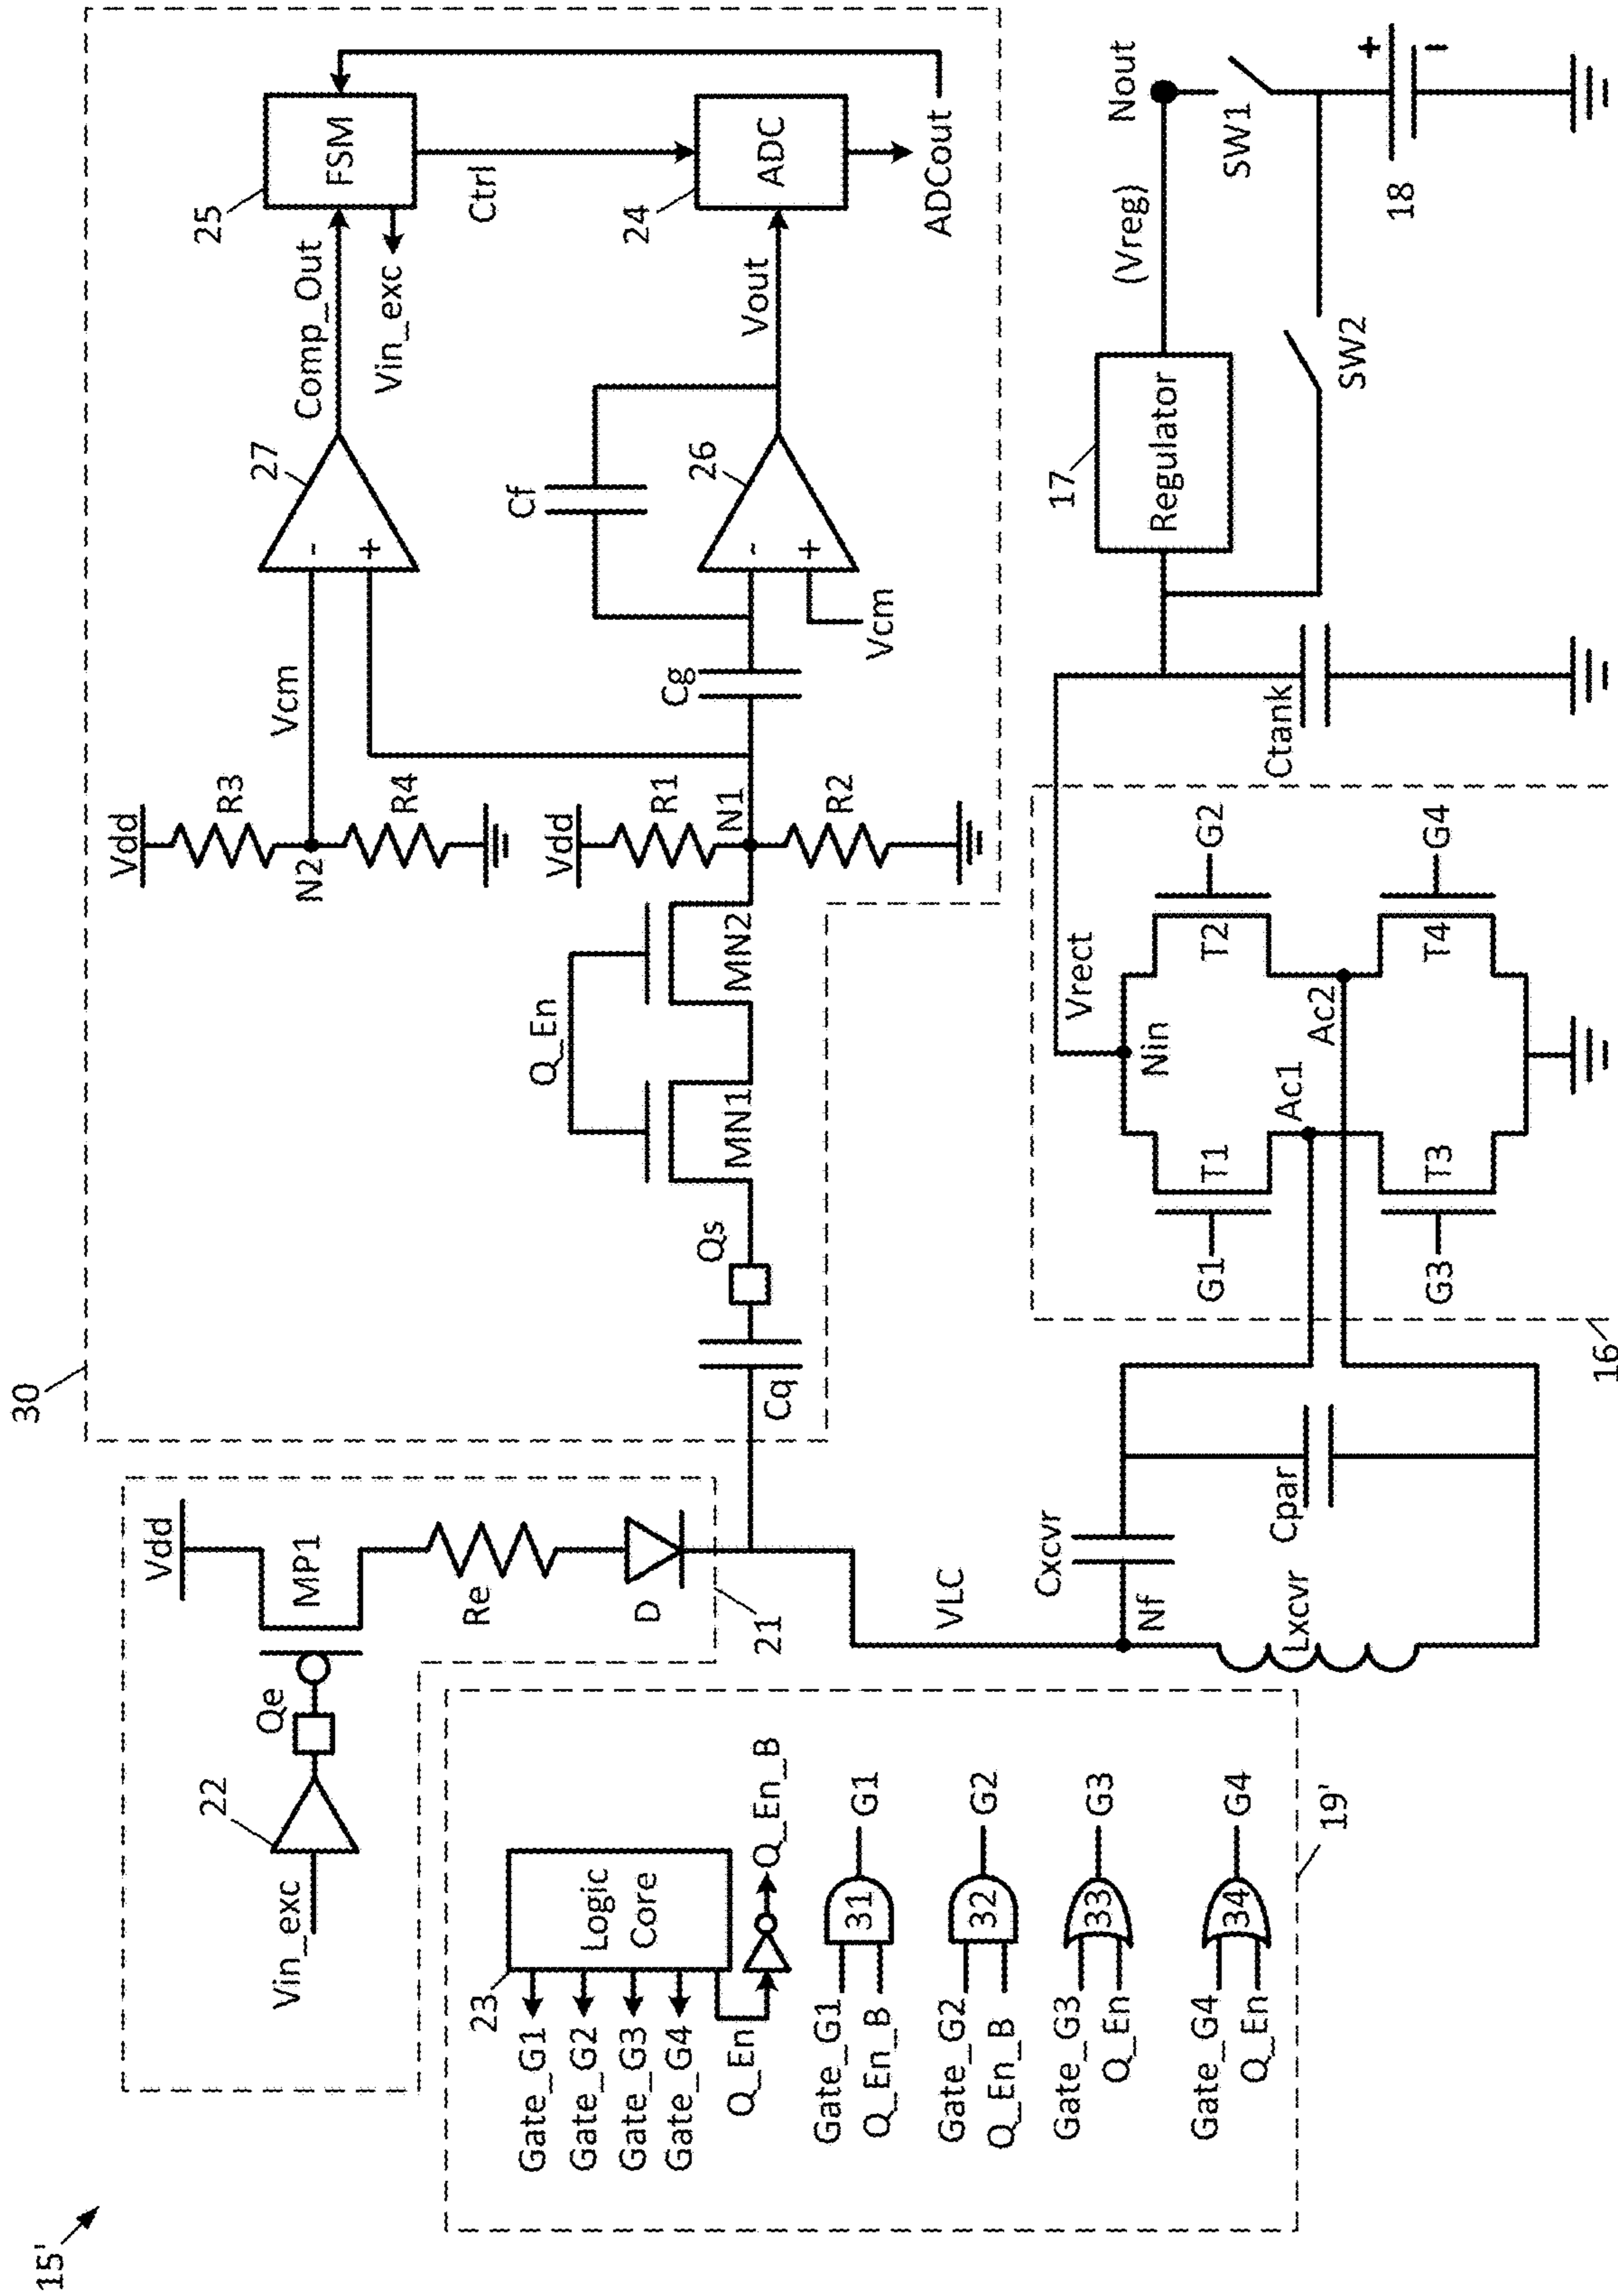 15'
30
Vdd
MP1
Qe
22
Vin_exc
Re
D
21
Vdd
R3
N2
R4
Vcm
27
-
+
Comp_Out
25
FSM
Vin_exc
Ctrl
24
ADC
ADCout
Vout
Cf
26
-
+
Vcm
Cg
Vdd
R1
N1
R2
Q_En
MN1
MN2
Qs
Cq
VLC
23
Logic
Core
Gate_G1
Gate_G2
Gate_G3
Gate_G4
Q_En
Q_En_B
Gate_G1
Q_En_B
31
G1
Gate_G2
Q_En_B
32
G2
Gate_G3
Q_En
33
G3
Gate_G4
Q_En
34
G4
19'
Cxcvr
Nf
Lxcvr
Cpar
Vrect
Nin
G1
T1
T2
G2
Ac1
Ac2
G3
T3
T4
G4
16
Ctank
17
Regulator
(Vreg)
Nout
SW1
SW2
18
+
-